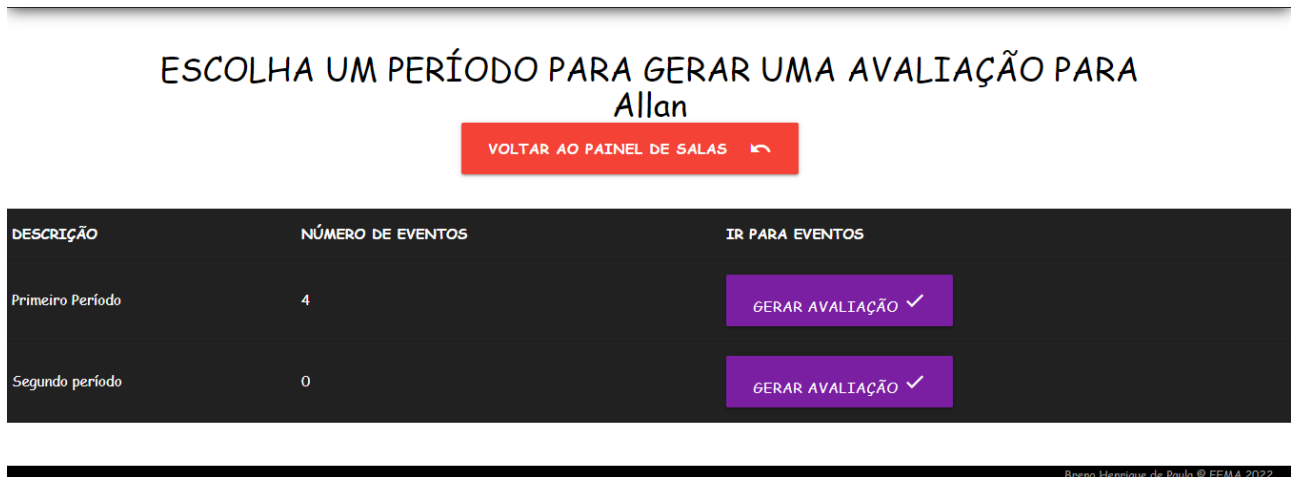 ESCOLHA UM PERÍODO PARA GERAR UMA AVALIAÇÃO PARA
Allan
VOLTAR AO PAINEL DE SALAS
DESCRIÇÃO NÚMERO DE EVENTOS IR PARA EVENTOS
Primeiro Período 4 GERAR AVALIAÇÃO
Segundo período 0 GERAR AVALIAÇÃO
Breno Henrique de Paula @ FEMA 2022